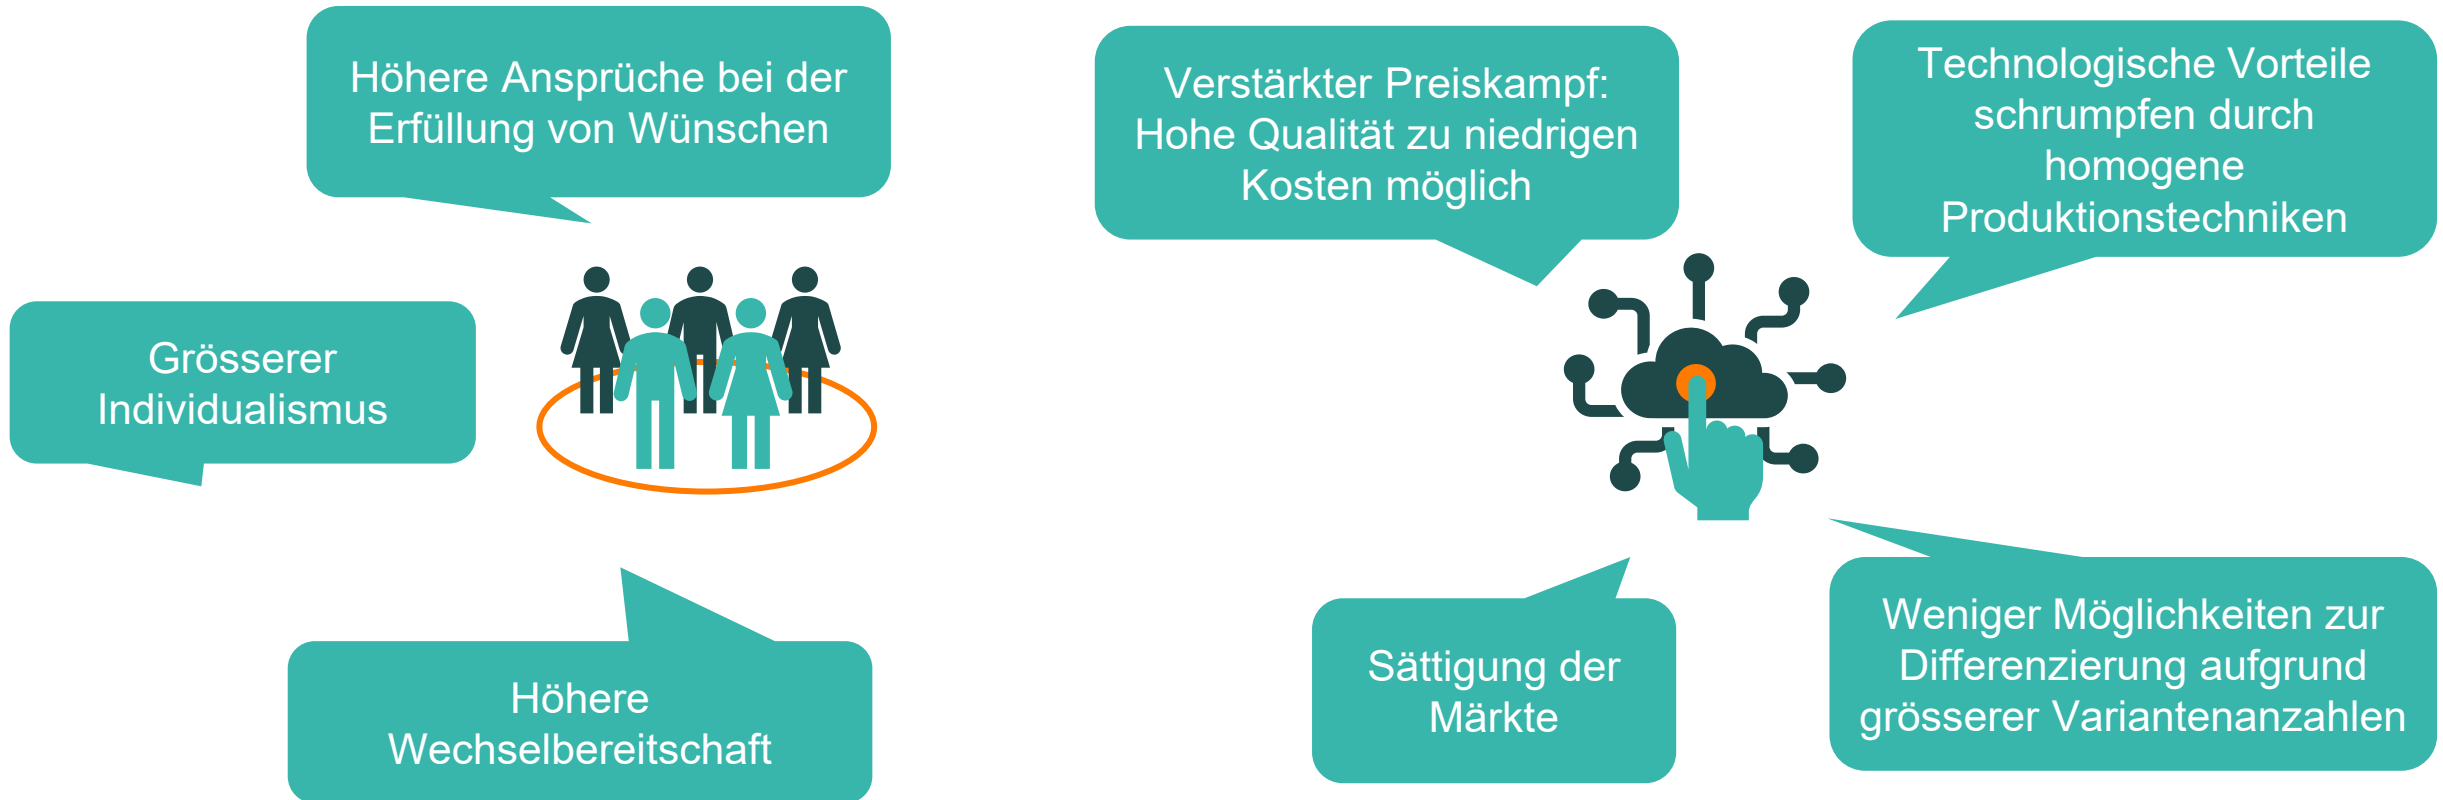 Höhere Ansprüche bei der
Erfüllung von Wünschen
Grösserer
Individualismus
Höhere
Wechselbereitschaft
Verstärkter Preiskampf:
Hohe Qualität zu niedrigen
Kosten möglich
Technologische Vorteile
schrumpfen durch
homogene
Produktionstechniken
Sättigung der
Märkte
Weniger Möglichkeiten zur
Differenzierung aufgrund
grösserer Variantenanzahlen